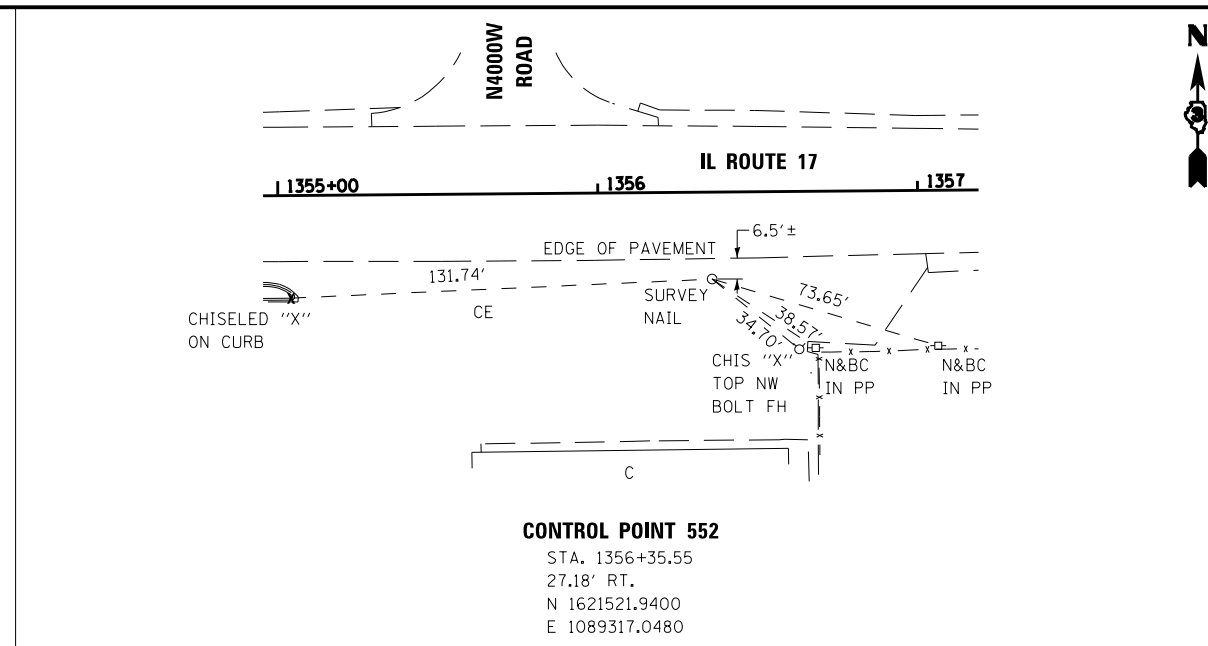 N4000W
ROAD
N
3
IL ROUTE 17
1355+00
1356
1357
6.5'±
EDGE OF PAVEMENT
131.74'
CE
SURVEY
NAIL
73.65'
38.57'
34.70'
CHISELED "X"
ON CURB
CHIS "X"
TOP NW
BOLT FH
N&BC
IN PP
N&BC
IN PP
C
CONTROL POINT 552
STA. 1356+35.55
27.18' RT.
N 1621521.9400
E 1089317.0480